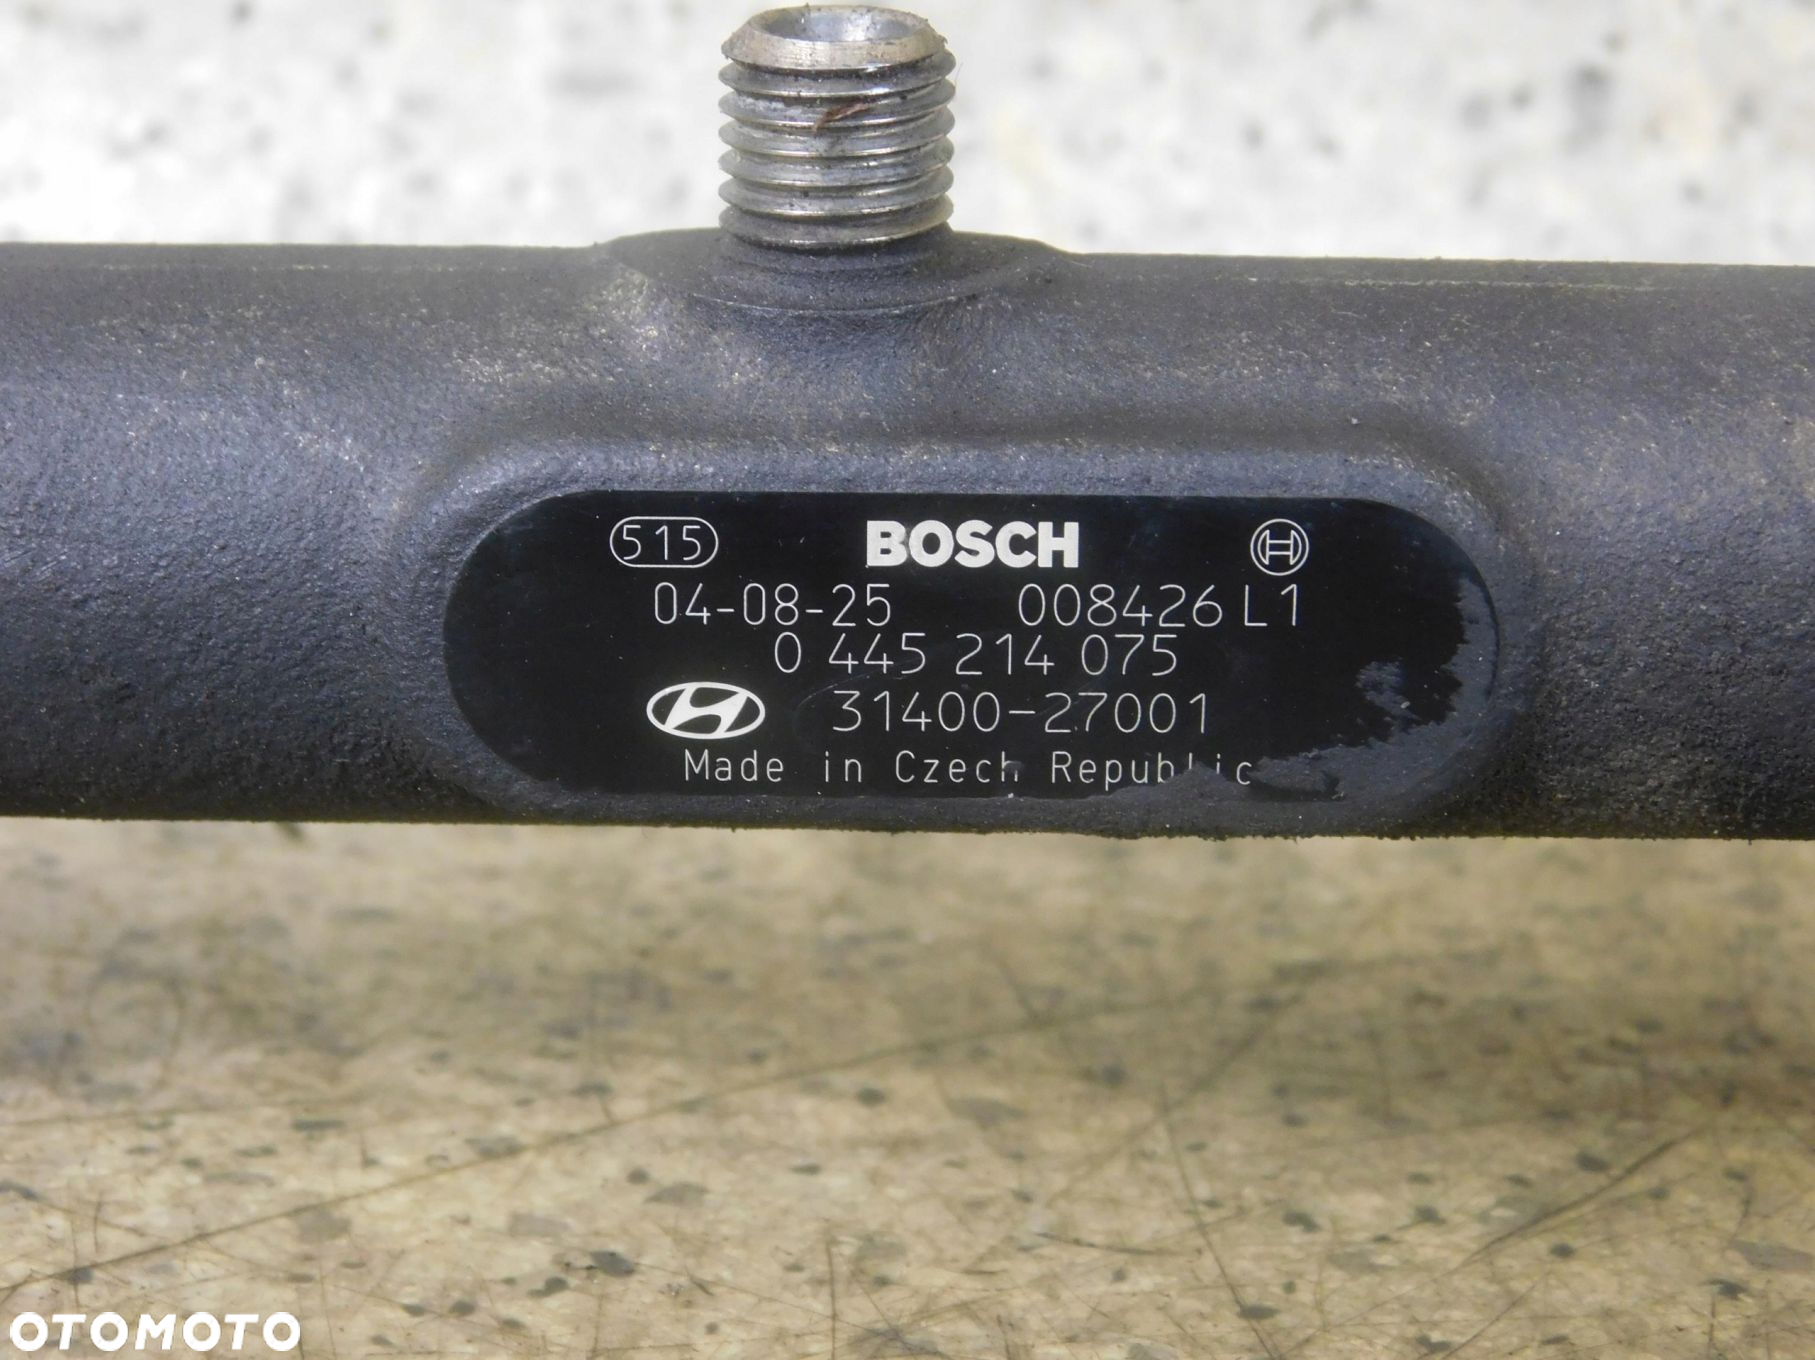 515 BOSCH
04-08-25 008426 L1
0 445 214 075
31400-27001
Made in Czech Republic
OTOMOTO